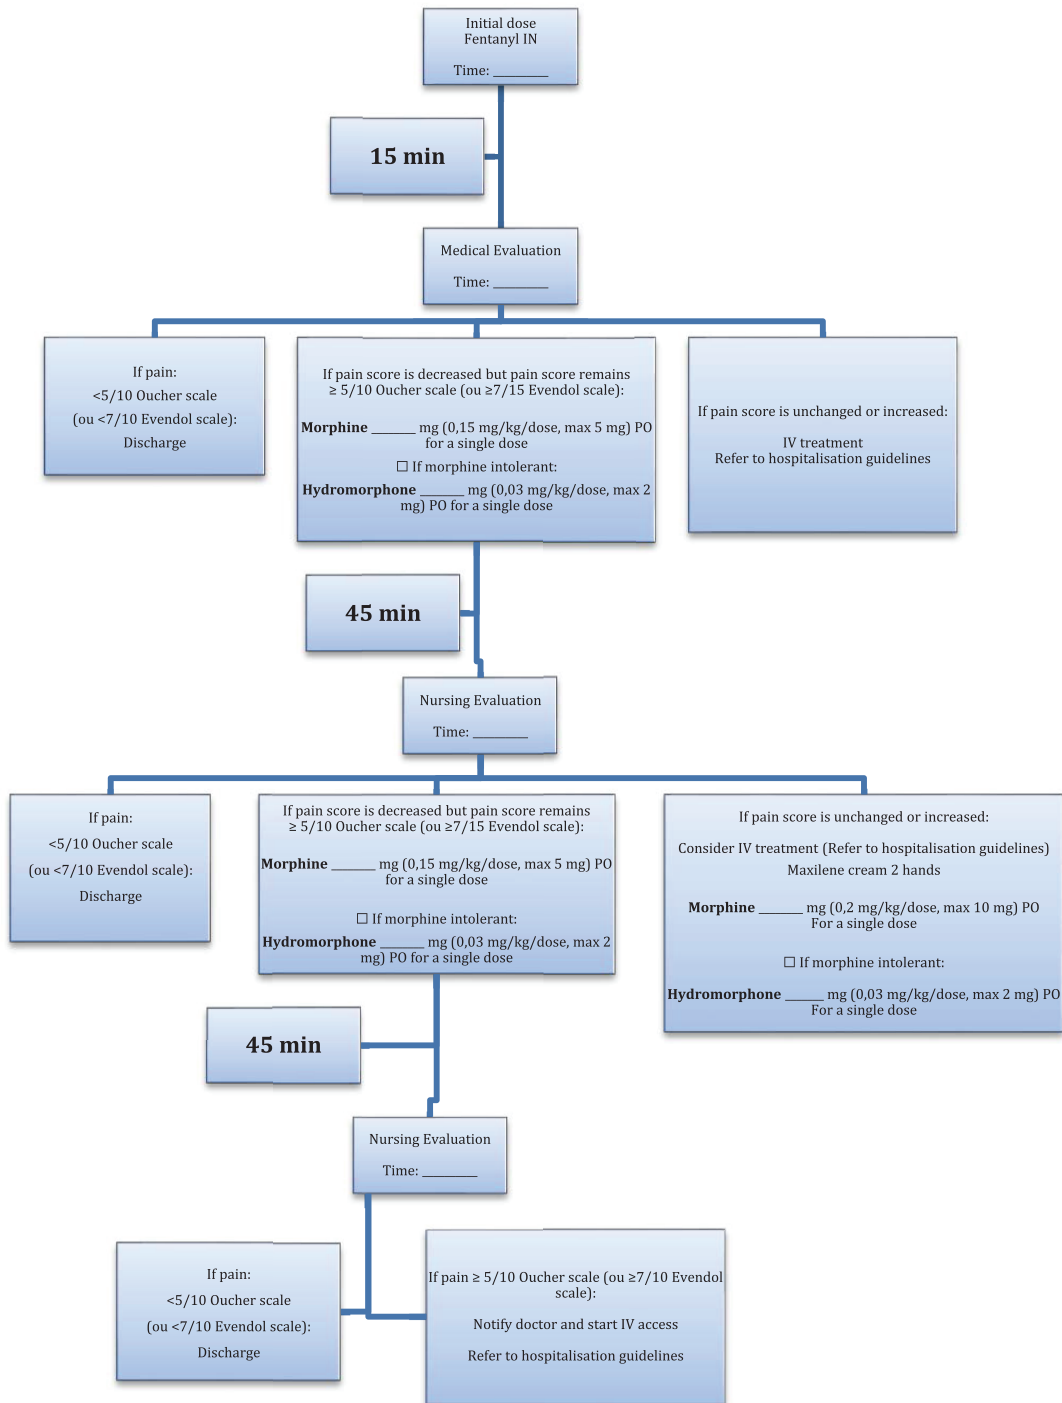 Initial dose
Fentanyl IN
Time: __________
15 min
Medical Evaluation
Time: __________
If pain:
<5/10 Oucher scale
(ou <7/10 Evendol scale):
Discharge
If pain score is decreased but pain score remains
≥ 5/10 Oucher scale (ou ≥7/15 Evendol scale):
Morphine ________ mg (0,15 mg/kg/dose, max 5 mg) PO
for a single dose
☐ If morphine intolerant:
Hydromorphone ________ mg (0,03 mg/kg/dose, max 2
mg) PO for a single dose
If pain score is unchanged or increased:
IV treatment
Refer to hospitalisation guidelines
45 min
Nursing Evaluation
Time: __________
If pain:
<5/10 Oucher scale
(ou <7/10 Evendol scale):
Discharge
If pain score is decreased but pain score remains
≥ 5/10 Oucher scale (ou ≥7/15 Evendol scale):
Morphine ________ mg (0,15 mg/kg/dose, max 5 mg) PO
for a single dose
☐ If morphine intolerant:
Hydromorphone ________ mg (0,03 mg/kg/dose, max 2
mg) PO for a single dose
If pain score is unchanged or increased:
Consider IV treatment (Refer to hospitalisation guidelines)
Maxilene cream 2 hands
Morphine ________ mg (0,2 mg/kg/dose, max 10 mg) PO
For a single dose
☐ If morphine intolerant:
Hydromorphone _______ mg (0,03 mg/kg/dose, max 2 mg) PO
For a single dose
45 min
Nursing Evaluation
Time: __________
If pain:
<5/10 Oucher scale
(ou <7/10 Evendol scale):
Discharge
If pain ≥ 5/10 Oucher scale (ou ≥7/10 Evendol
scale):
Notify doctor and start IV access
Refer to hospitalisation guidelines